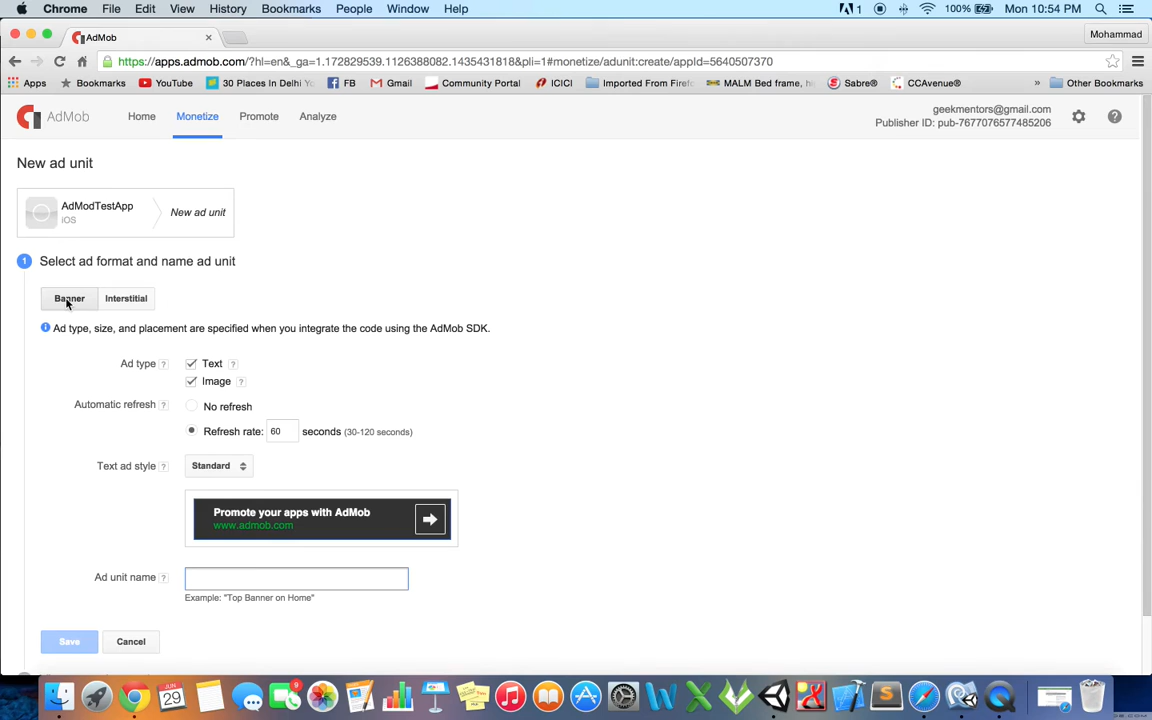 Chrome File Edit View History Bookmarks People Window Help 1 100% Mon 10:54 PM
AdMob Mohammad
https://apps.admob.com/?hl=en&_ga=1.172829539.1126388082.1435431818&pli=1#monetize/adunit:create/appId=5640507370
Apps Bookmarks YouTube 30 Places In Delhi FB Gmail Community Portal ICICI Imported From Firefo MALM Bed frame, hi Sabre® CCAvenue® » Other Bookmarks
AdMob Home Monetize Promote Analyze
geekmentors@gmail.com
Publisher ID: pub-7677076577485206
New ad unit
AdModTestApp
iOS
New ad unit
1 Select ad format and name ad unit
Banner Interstitial
Ad type, size, and placement are specified when you integrate the code using the AdMob SDK.
Ad type ? Text ?
Image ?
Automatic refresh ? No refresh
Refresh rate: 60 seconds (30-120 seconds)
Text ad style ? Standard
Promote your apps with AdMob
www.admob.com
Ad unit name ?
Example: "Top Banner on Home"
Save Cancel
JUN
29
9